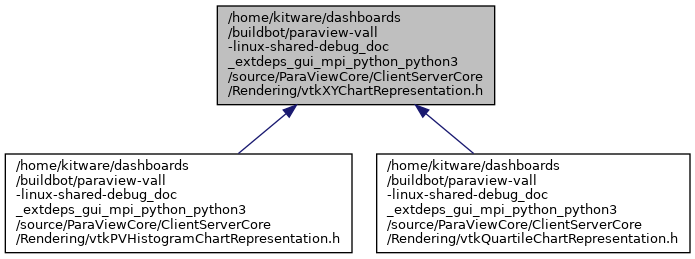 /home/kitware/dashboards
/buildbot/paraview-vall
-linux-shared-debug_doc
_extdeps_gui_mpi_python_python3
/source/ParaViewCore/ClientServerCore
/Rendering/vtkXYChartRepresentation.h
/home/kitware/dashboards
/buildbot/paraview-vall
-linux-shared-debug_doc
_extdeps_gui_mpi_python_python3
/source/ParaViewCore/ClientServerCore
/Rendering/vtkPVHistogramChartRepresentation.h
/home/kitware/dashboards
/buildbot/paraview-vall
-linux-shared-debug_doc
_extdeps_gui_mpi_python_python3
/source/ParaViewCore/ClientServerCore
/Rendering/vtkQuartileChartRepresentation.h